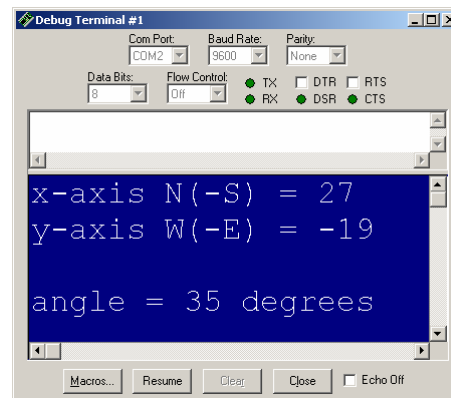 Debug Terminal #1
Com Port: Baud Rate: Parity:
COM2 9600 None
Data Bits: Flow Control: TX DTR RTS
8 Off RX DSR CTS
x-axis N(-S) = 27
y-axis W(-E) = -19
angle = 35 degrees
Macros... Resume Clear Close Echo Off